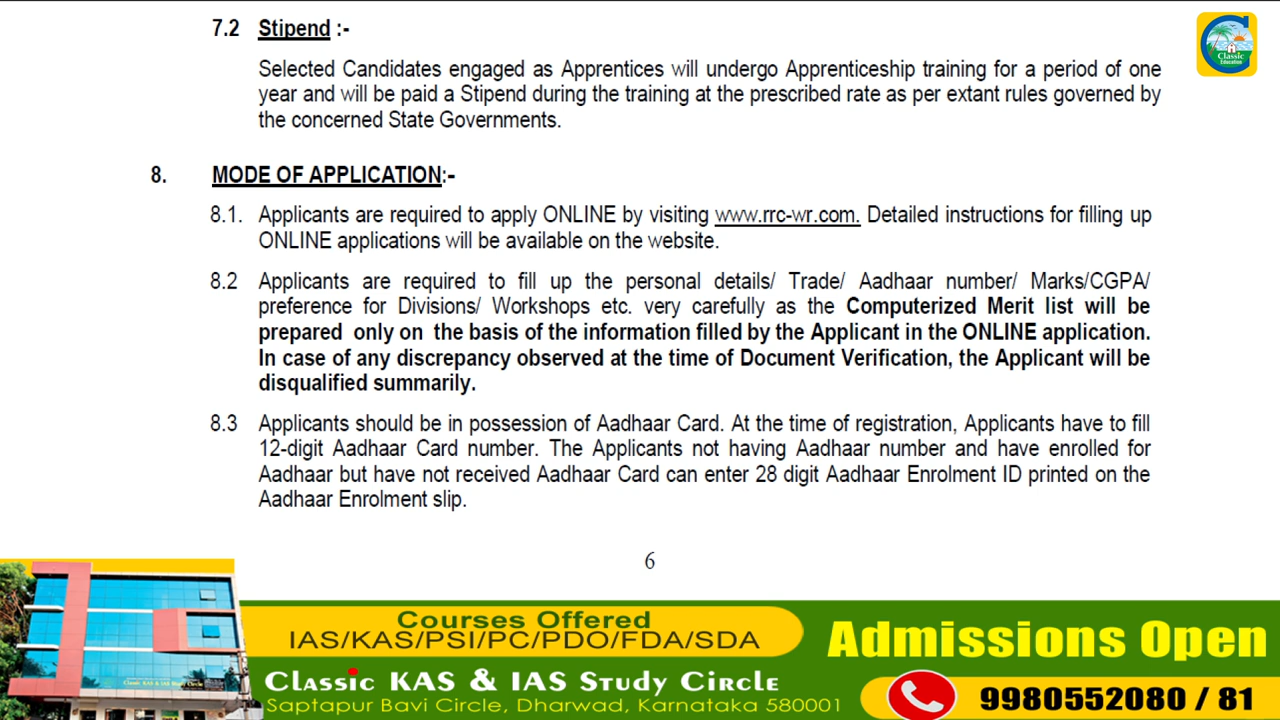 7.2 Stipend :-
Selected Candidates engaged as Apprentices will undergo Apprenticeship training for a period of one
year and will be paid a Stipend during the training at the prescribed rate as per extant rules governed by
the concerned State Governments.
8. MODE OF APPLICATION:-
8.1. Applicants are required to apply ONLINE by visiting www.rrc-wr.com. Detailed instructions for filling up
ONLINE applications will be available on the website.
8.2 Applicants are required to fill up the personal details/ Trade/ Aadhaar number/ Marks/CGPA/
preference for Divisions/ Workshops etc. very carefully as the Computerized Merit list will be
prepared only on the basis of the information filled by the Applicant in the ONLINE application.
In case of any discrepancy observed at the time of Document Verification, the Applicant will be
disqualified summarily.
8.3 Applicants should be in possession of Aadhaar Card. At the time of registration, Applicants have to fill
12-digit Aadhaar Card number. The Applicants not having Aadhaar number and have enrolled for
Aadhaar but have not received Aadhaar Card can enter 28 digit Aadhaar Enrolment ID printed on the
Aadhaar Enrolment slip.
6
Classic
Education
Courses Offered
IAS/KAS/PSI/PC/PDO/FDA/SDA
Classic KAS & IAS Study Circle
Saptapur Bavi Circle, Dharwad, Karnataka 580001
Admissions Open
9980552080 / 81
Classic KAS & IAS Study Circle